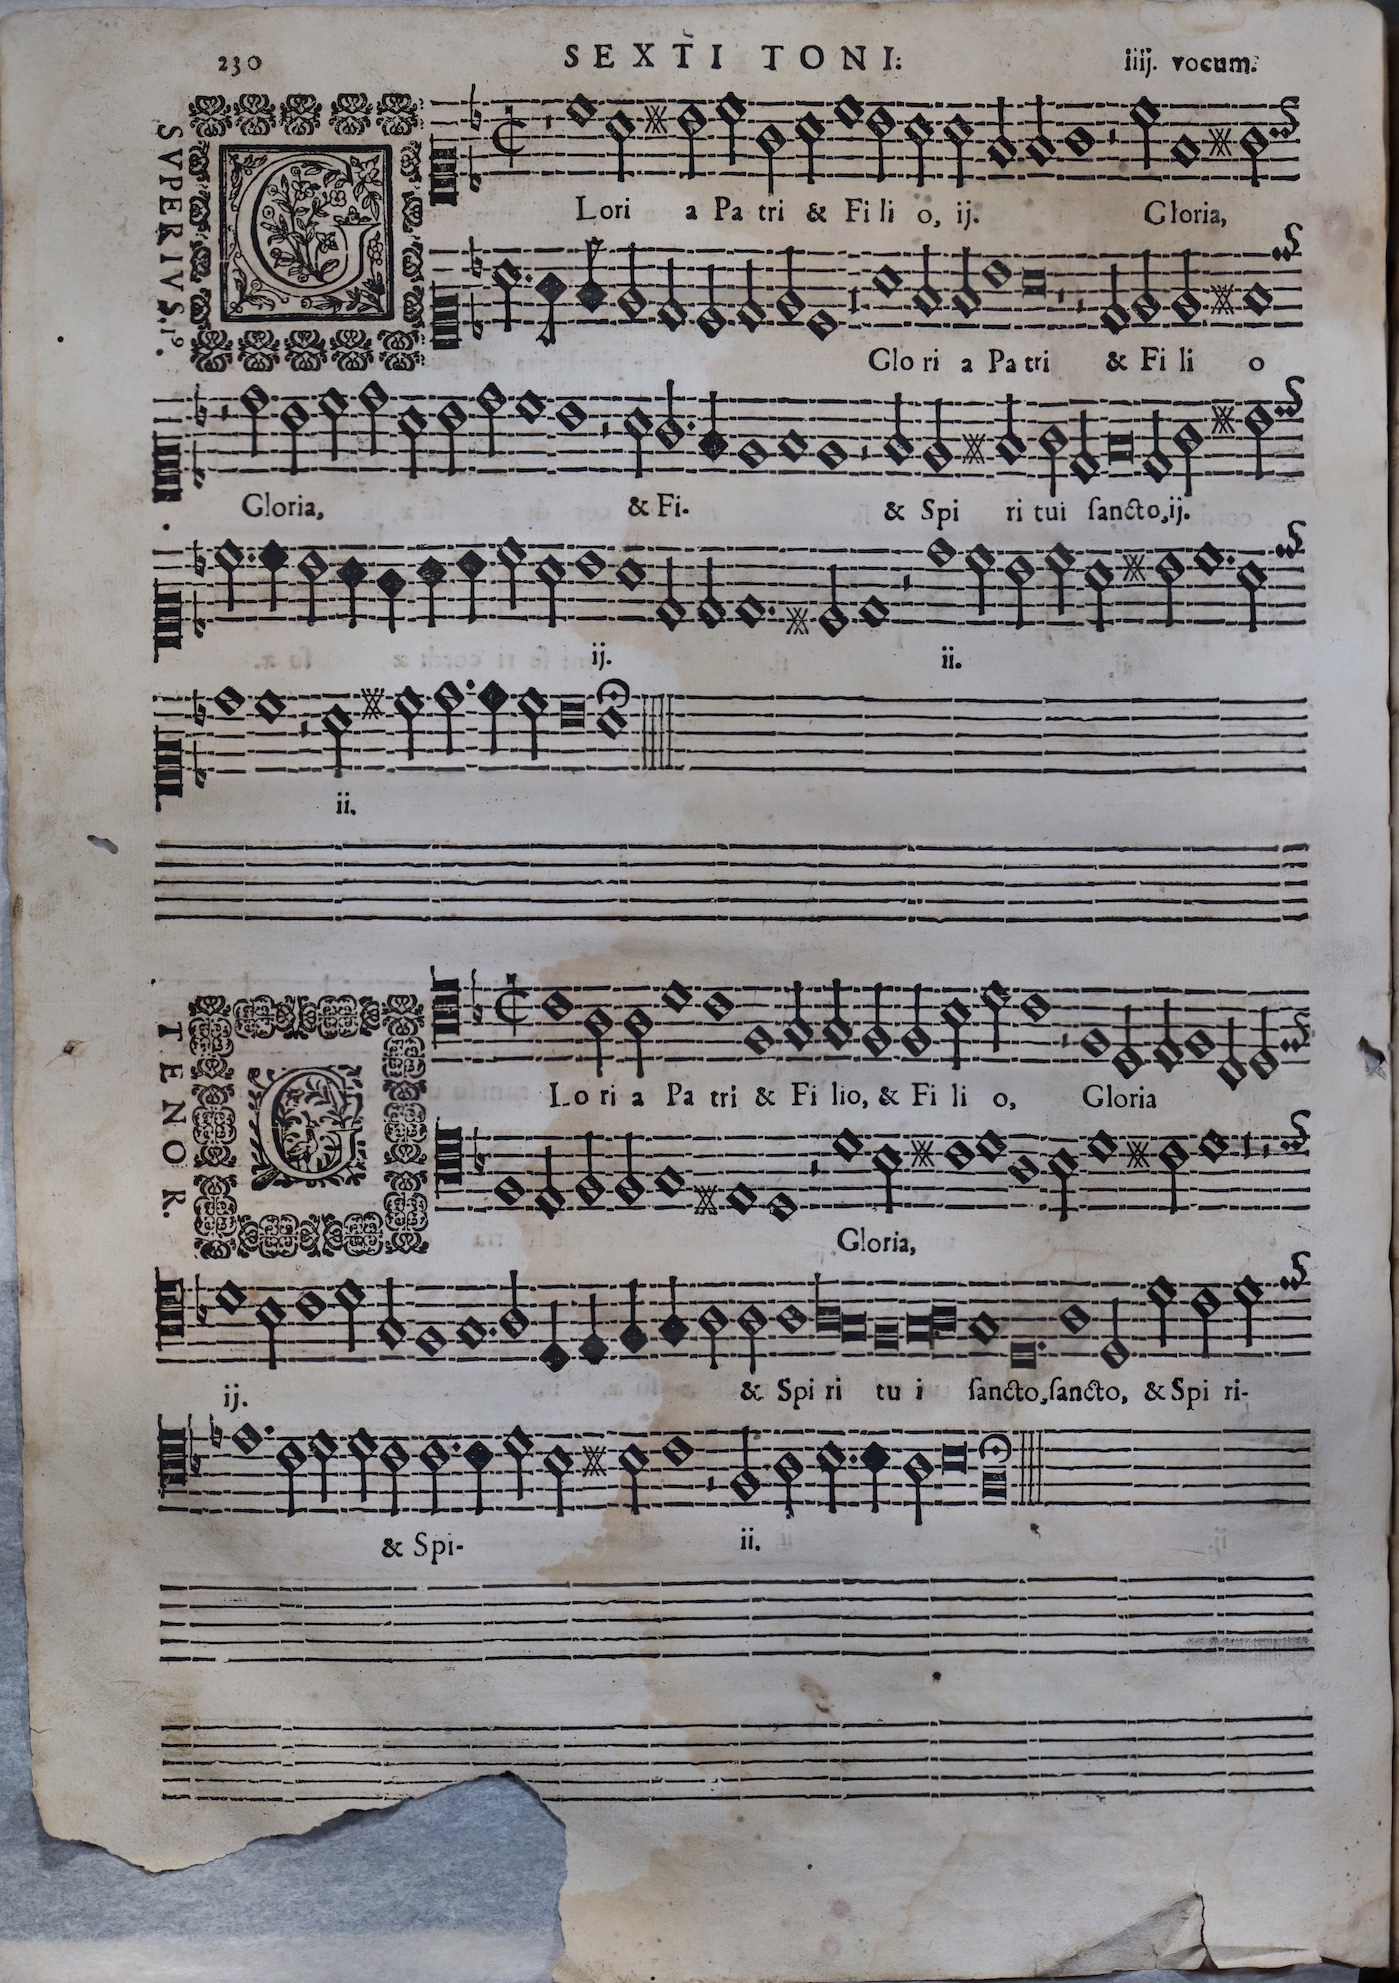 230 SEXTI TONI: iiij. vocum.
SVPERIVS. 1⁹.
G
Lori a Pa tri & Fi li o, ij. Gloria,
Glo ri a Pa tri & Fi li o
Gloria, & Fi. & Spi ri tui ſancto, ij.
ij. ii.
ii.
TENOR.
G
Lo ri a Pa tri & Fi lio, & Fi li o, Gloria
Gloria,
ij. & Spi ri tu i ſancto, ſancto, & Spi ri-
& Spi- ii.